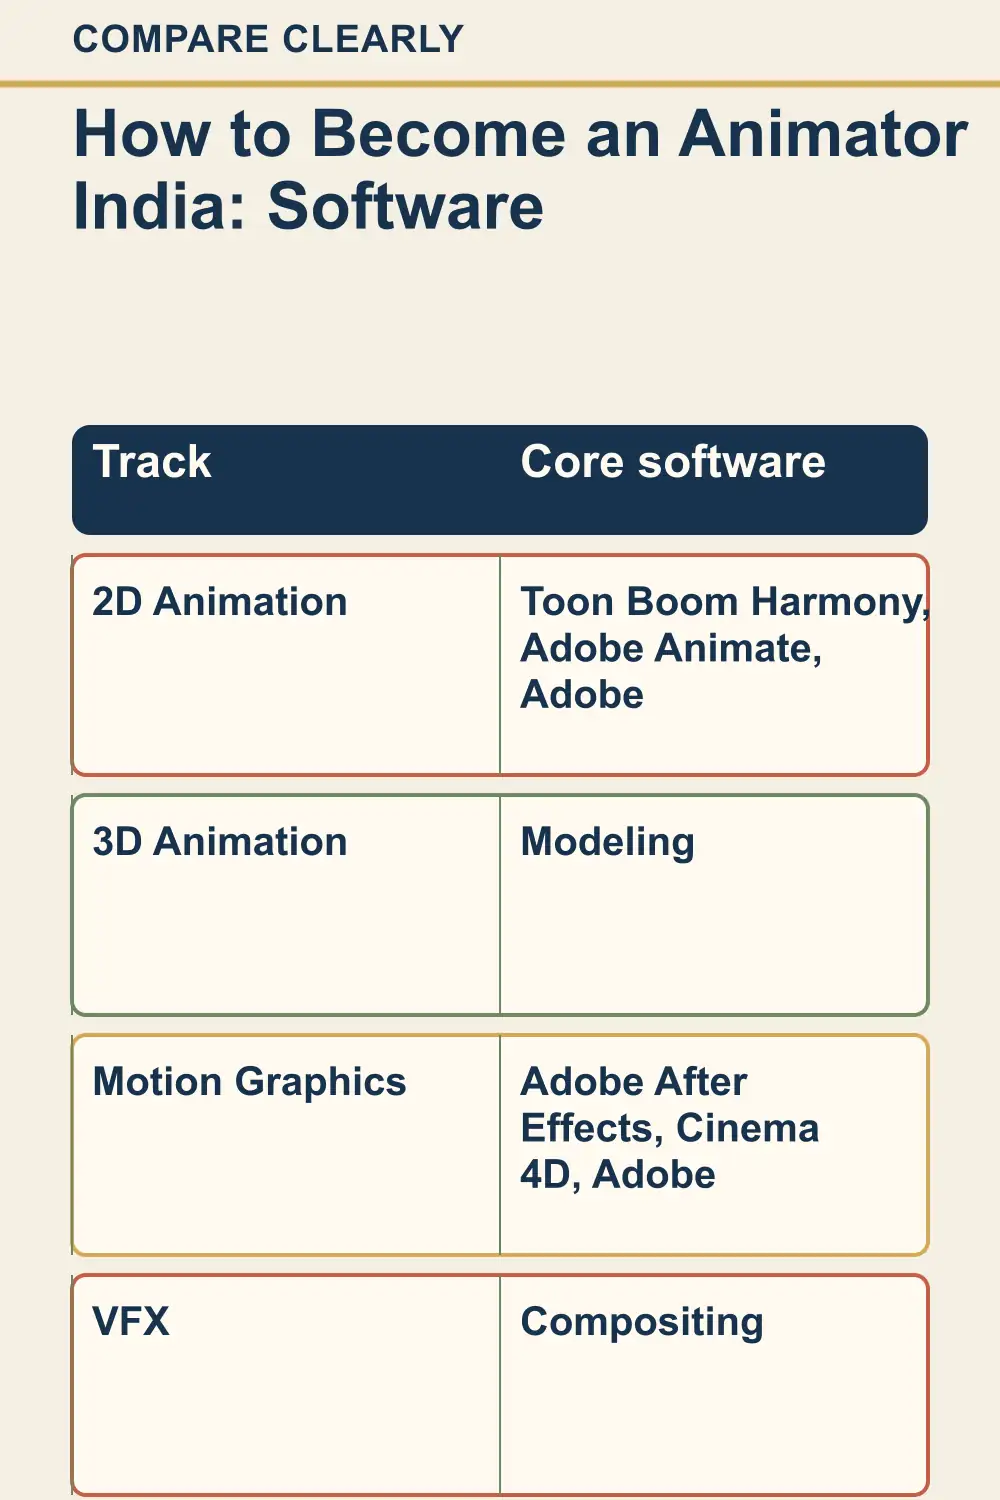 COMPARE CLEARLY
How to Become an Animator
India: Software
Track
Core software
2D Animation
Toon Boom Harmony,
Adobe Animate,
Adobe
3D Animation
Modeling
Motion Graphics
Adobe After
Effects, Cinema
4D, Adobe
VFX
Compositing